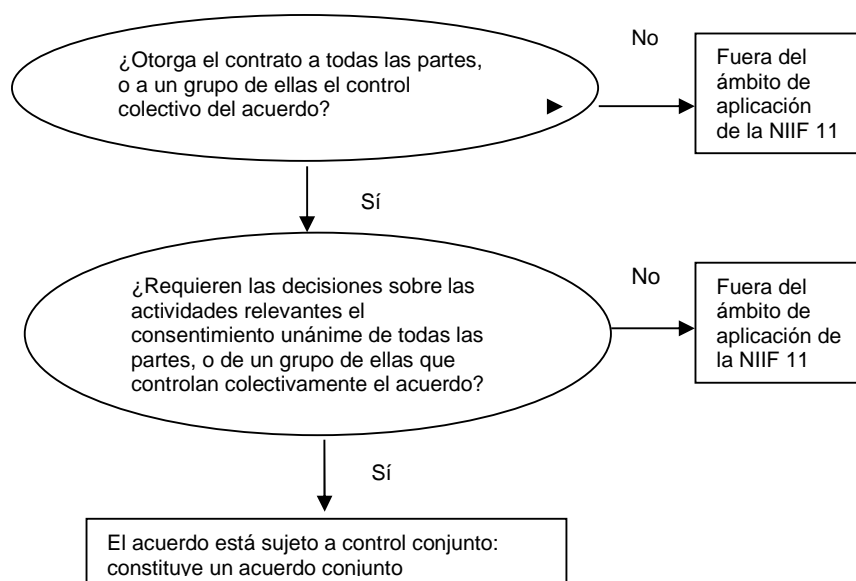 ¿Otorga el contrato a todas las partes,
o a un grupo de ellas el control
colectivo del acuerdo?
No
Fuera del
ámbito de
aplicación
de la NIIF 11
Sí
¿Requieren las decisiones sobre las
actividades relevantes el
consentimiento unánime de todas las
partes, o de un grupo de ellas que
controlan colectivamente el acuerdo?
No
Fuera del
ámbito de
aplicación de
la NIIF 11
Sí
El acuerdo está sujeto a control conjunto:
constituye un acuerdo conjunto